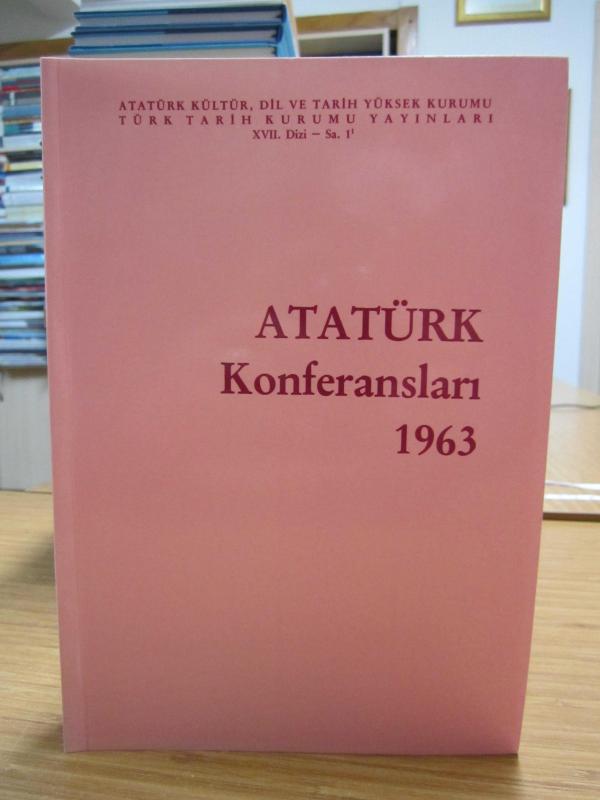 ATATÜRK KÜLTÜR, DİL VE TARİH YÜKSEK KURUMU
TÜRK TARİH KURUMU YAYINLARI
XVII. Dizi — Sa. 1¹
ATATÜRK
Konferansları
1963